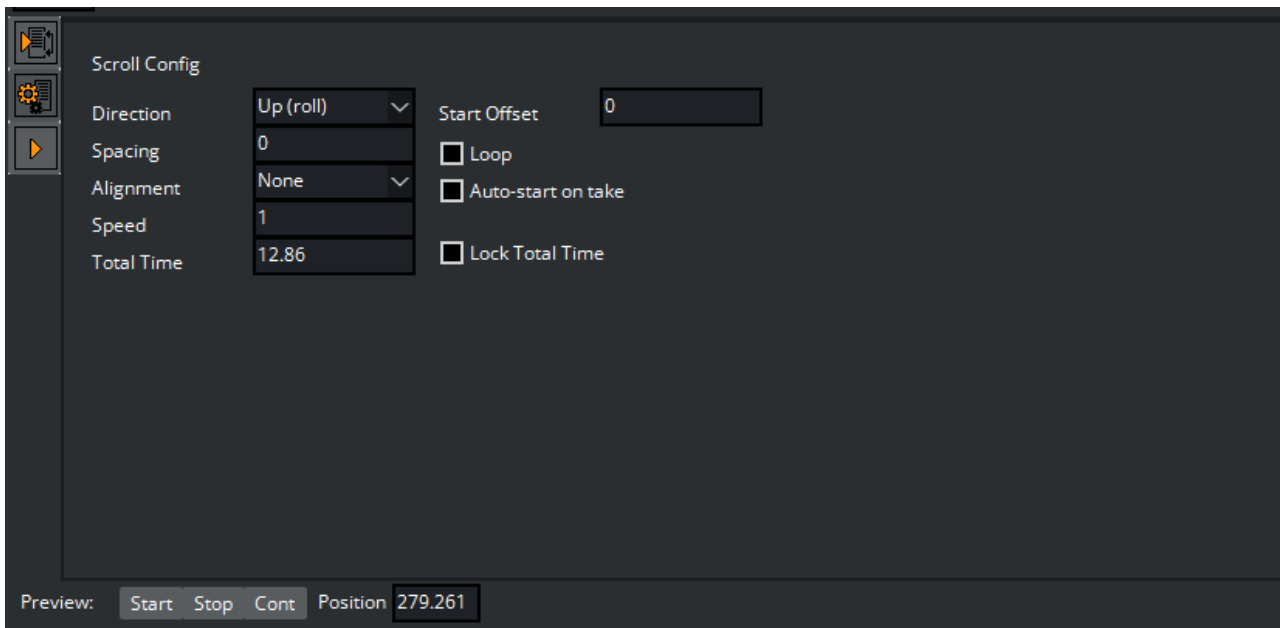 Scroll Config
Direction Up (roll) Start Offset 0
Spacing 0 Loop
Alignment None Auto-start on take
Speed 1
Total Time 12.86 Lock Total Time
Preview: Start Stop Cont Position 279.261